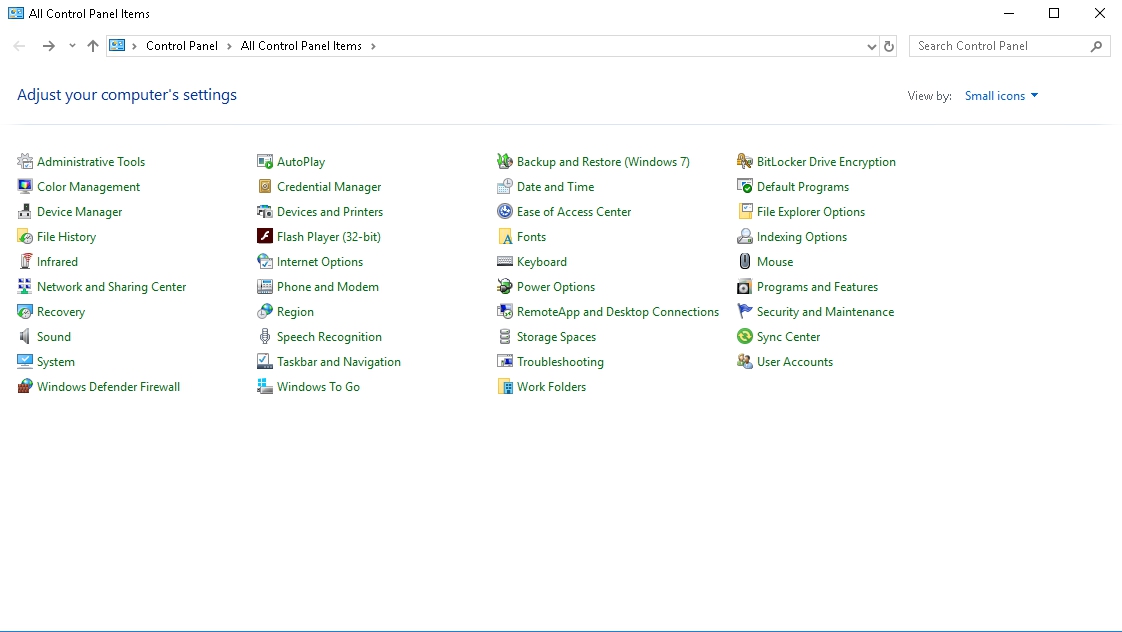 All Control Panel Items
Control Panel > All Control Panel Items >
Search Control Panel
Adjust your computer's settings
View by: Small icons
Administrative Tools
AutoPlay
Backup and Restore (Windows 7)
BitLocker Drive Encryption
Color Management
Credential Manager
Date and Time
Default Programs
Device Manager
Devices and Printers
Ease of Access Center
File Explorer Options
File History
Flash Player (32-bit)
Fonts
Indexing Options
Infrared
Internet Options
Keyboard
Mouse
Network and Sharing Center
Phone and Modem
Power Options
Programs and Features
Recovery
Region
RemoteApp and Desktop Connections
Security and Maintenance
Sound
Speech Recognition
Storage Spaces
Sync Center
System
Taskbar and Navigation
Troubleshooting
User Accounts
Windows Defender Firewall
Windows To Go
Work Folders